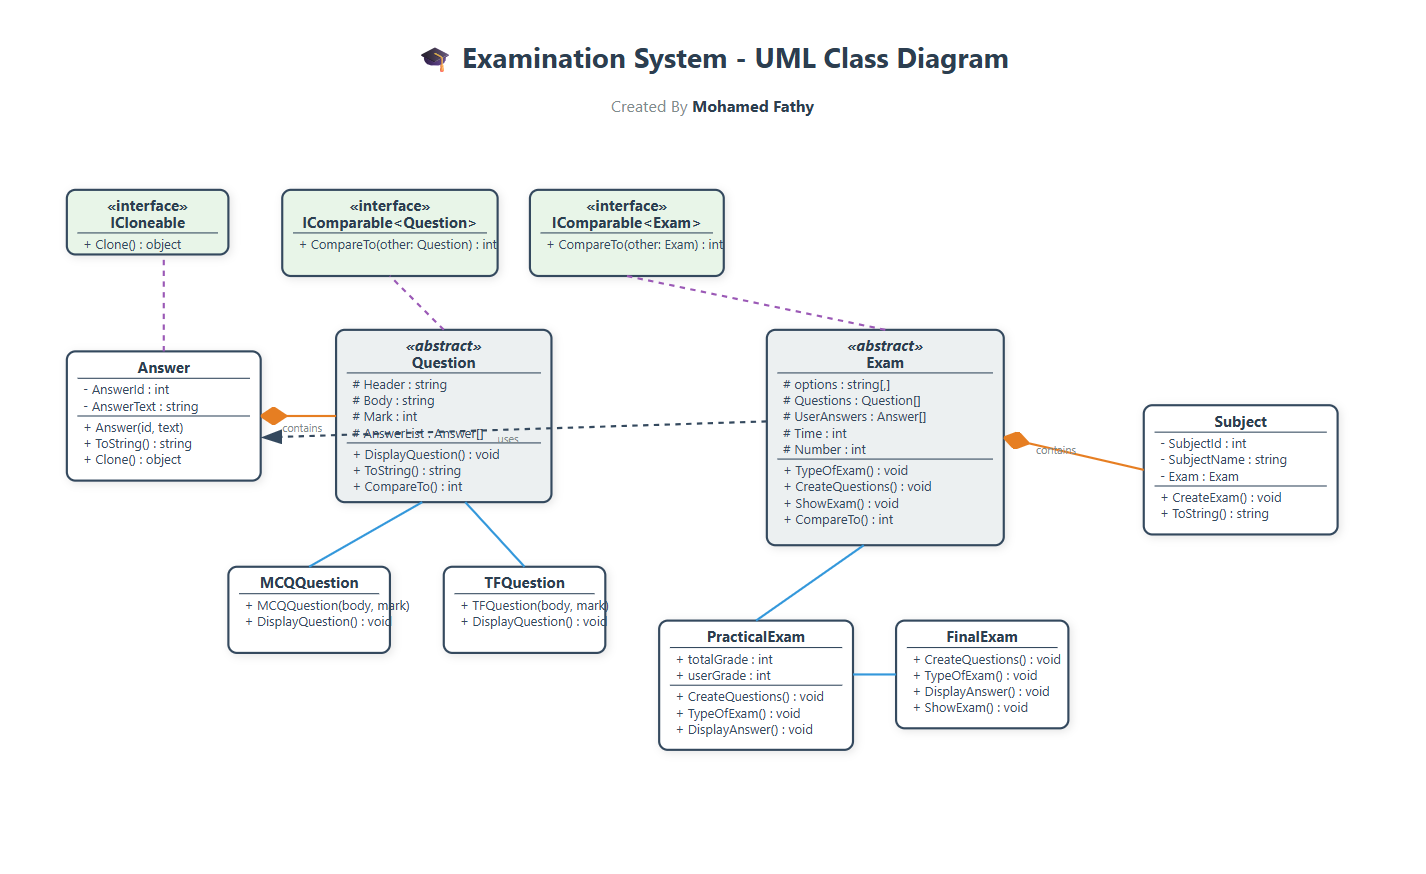 Examination System - UML Class Diagram
Created By Mohamed Fathy
«interface»
ICloneable
+ Clone() : object
«interface»
IComparable<Question>
+ CompareTo(other: Question) : int
«interface»
IComparable<Exam>
+ CompareTo(other: Exam) : int
Answer
- AnswerId : int
- AnswerText : string
+ Answer(id, text)
+ ToString() : string
+ Clone() : object
contains
«abstract»
Question
# Header : string
# Body : string
# Mark : int
# AnswerList : Answer[]
+ DisplayQuestion() : void
+ ToString() : string
+ CompareTo() : int
uses
«abstract»
Exam
# options : string[,]
# Questions : Question[]
# UserAnswers : Answer[]
# Time : int
# Number : int
+ TypeOfExam() : void
+ CreateQuestions() : void
+ ShowExam() : void
+ CompareTo() : int
contains
Subject
- SubjectId : int
- SubjectName : string
- Exam : Exam
+ CreateExam() : void
+ ToString() : string
MCQQuestion
+ MCQQuestion(body, mark)
+ DisplayQuestion() : void
TFQuestion
+ TFQuestion(body, mark)
+ DisplayQuestion() : void
PracticalExam
+ totalGrade : int
+ userGrade : int
+ CreateQuestions() : void
+ TypeOfExam() : void
+ DisplayAnswer() : void
FinalExam
+ CreateQuestions() : void
+ TypeOfExam() : void
+ DisplayAnswer() : void
+ ShowExam() : void